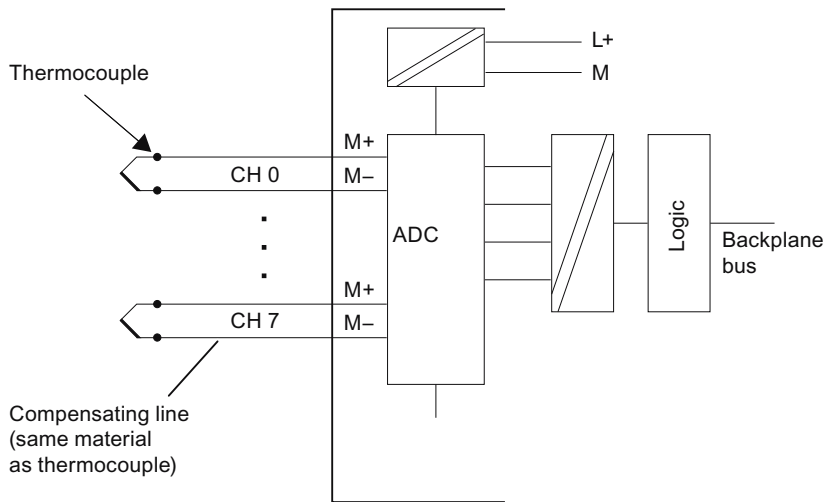 L+
M
Thermocouple
M+
CH 0
M–
ADC
Logic
Backplane
bus
M+
CH 7
M–
Compensating line
(same material
as thermocouple)